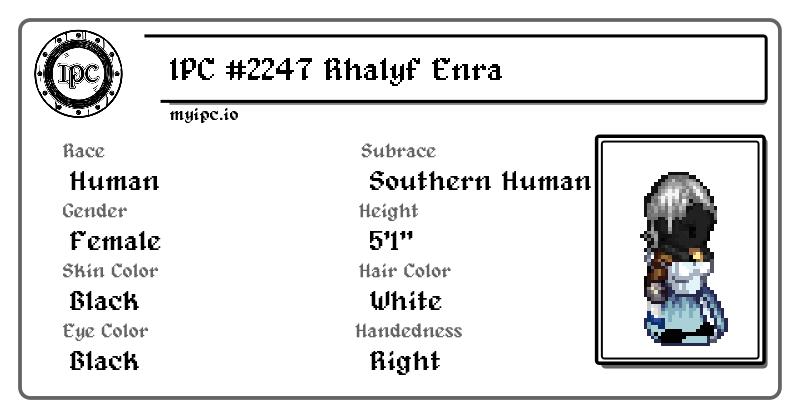 IPC
IPC #2247 Rhalyf Enra
myipc.io
Race
Human
Subrace
Southern Human
Gender
Female
Height
5'1"
Skin Color
Black
Hair Color
White
Eye Color
Black
Handedness
Right